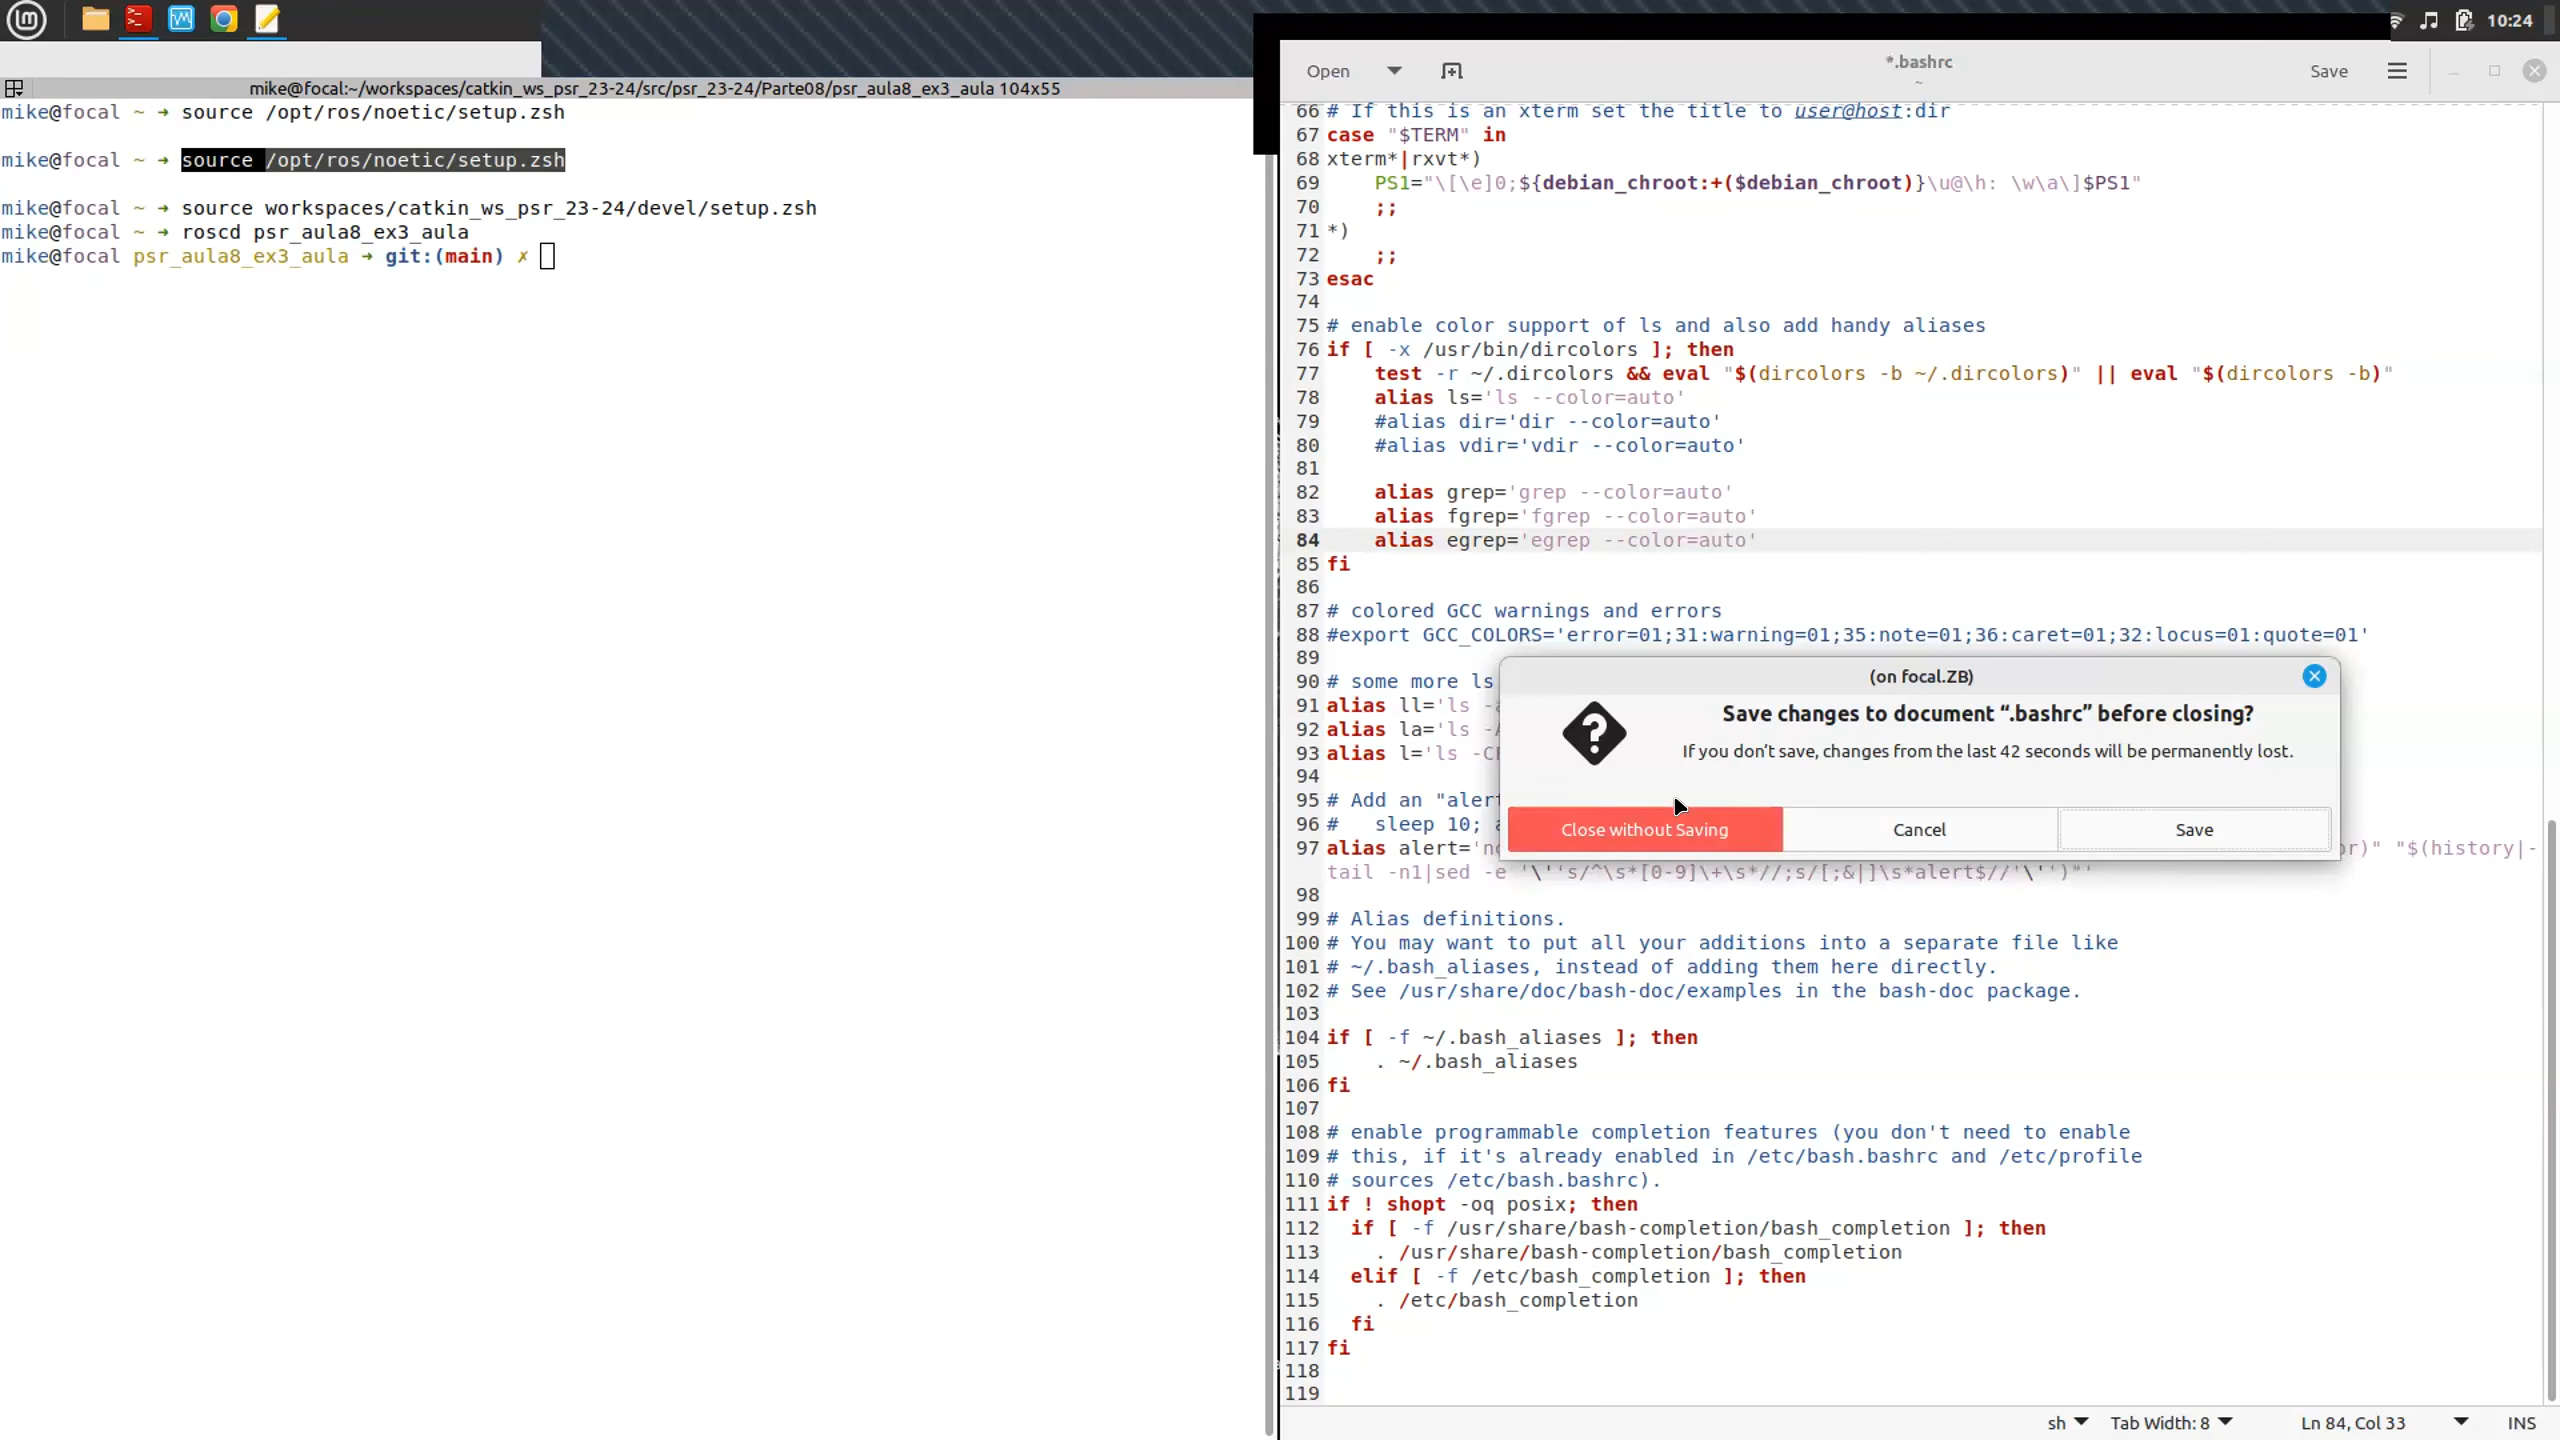 10:24
mike@focal:~/workspaces/catkin_ws_psr_23-24/src/psr_23-24/Parte08/psr_aula8_ex3_aula 104x55
mike@focal ~ ➜ source /opt/ros/noetic/setup.zsh
mike@focal ~ ➜ source /opt/ros/noetic/setup.zsh
mike@focal ~ ➜ source workspaces/catkin_ws_psr_23-24/devel/setup.zsh
mike@focal ~ ➜ roscd psr_aula8_ex3_aula
mike@focal psr_aula8_ex3_aula ➜ git:(main) ✗
Open
*.bashrc
~
Save
66 # If this is an xterm set the title to user@host:dir
67 case "$TERM" in
68 xterm*|rxvt*)
69     PS1="\[\e]0;${debian_chroot:+($debian_chroot)}\u@\h: \w\a\]$PS1"
70     ;;
71 *)
72     ;;
73 esac
74
75 # enable color support of ls and also add handy aliases
76 if [ -x /usr/bin/dircolors ]; then
77     test -r ~/.dircolors && eval "$(dircolors -b ~/.dircolors)" || eval "$(dircolors -b)"
78     alias ls='ls --color=auto'
79     #alias dir='dir --color=auto'
80     #alias vdir='vdir --color=auto'
81
82     alias grep='grep --color=auto'
83     alias fgrep='fgrep --color=auto'
84     alias egrep='egrep --color=auto'
85 fi
86
87 # colored GCC warnings and errors
88 #export GCC_COLORS='error=01;31:warning=01;35:note=01;36:caret=01;32:locus=01:quote=01'
89
90 # some more ls
91 alias ll='ls -
92 alias la='ls -
93 alias l='ls -C
94
95 # Add an "aler
96 #   sleep 10;
97 alias alert='n
)" "$(history|-
tail -n1|sed -e '\''s/^\s*[0-9]\+\s*//;s/[;&|]\s*alert$//'\'')"'
98
99 # Alias definitions.
100 # You may want to put all your additions into a separate file like
101 # ~/.bash_aliases, instead of adding them here directly.
102 # See /usr/share/doc/bash-doc/examples in the bash-doc package.
103
104 if [ -f ~/.bash_aliases ]; then
105     . ~/.bash_aliases
106 fi
107
108 # enable programmable completion features (you don't need to enable
109 # this, if it's already enabled in /etc/bash.bashrc and /etc/profile
110 # sources /etc/bash.bashrc).
111 if ! shopt -oq posix; then
112   if [ -f /usr/share/bash-completion/bash_completion ]; then
113     . /usr/share/bash-completion/bash_completion
114   elif [ -f /etc/bash_completion ]; then
115     . /etc/bash_completion
116   fi
117 fi
118
119
(on focal.ZB)
Save changes to document “.bashrc” before closing?
If you don't save, changes from the last 42 seconds will be permanently lost.
Close without Saving
Cancel
Save
sh
Tab Width: 8
Ln 84, Col 33
INS